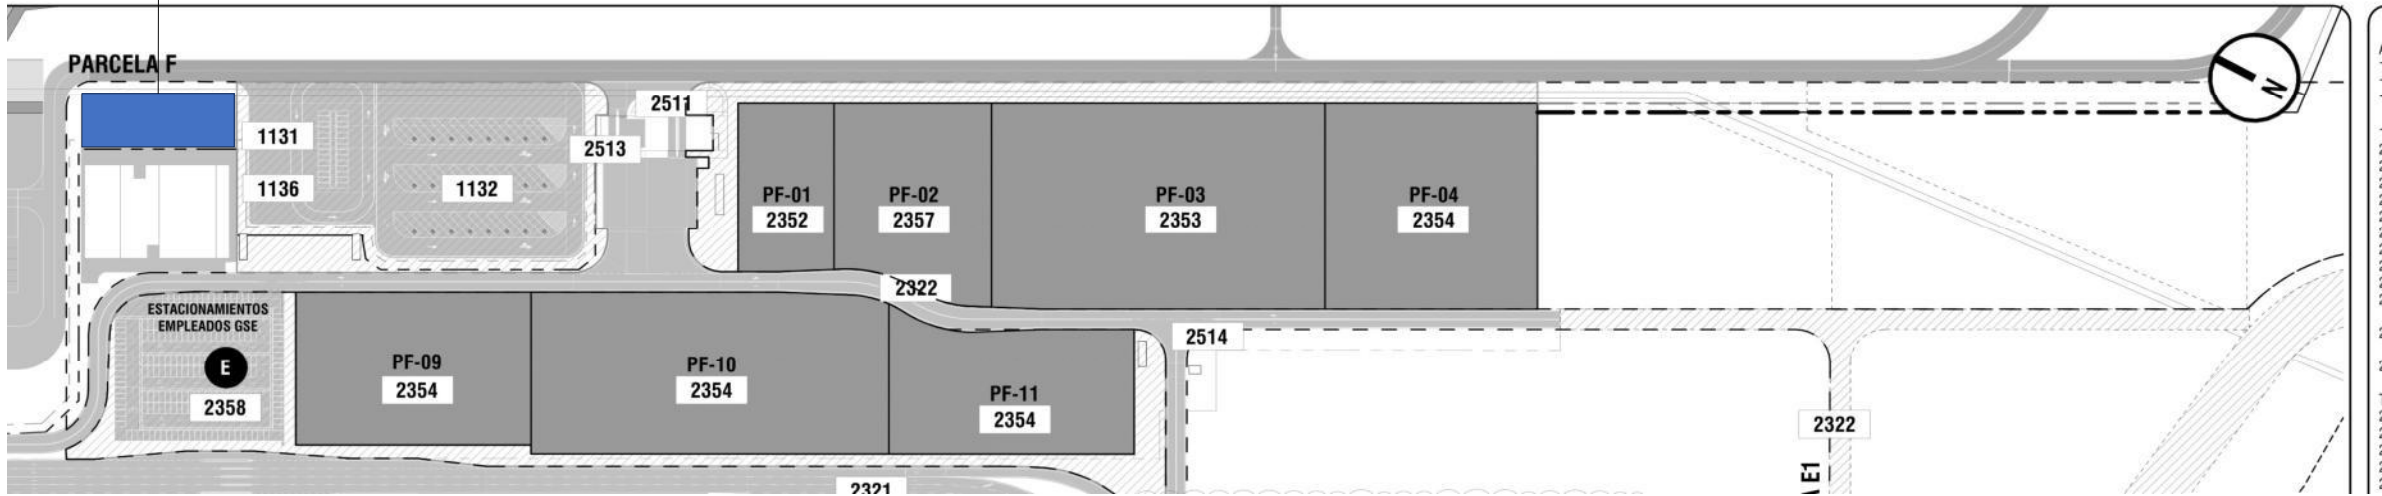 PARCELA F
1131
1136
1132
2511
2513
PF-01
2352
PF-02
2357
PF-03
2353
PF-04
2354
N
2322
ESTACIONAMIENTOS
EMPLEADOS GSE
E
2358
PF-09
2354
PF-10
2354
PF-11
2354
2514
2322
2321
A E1